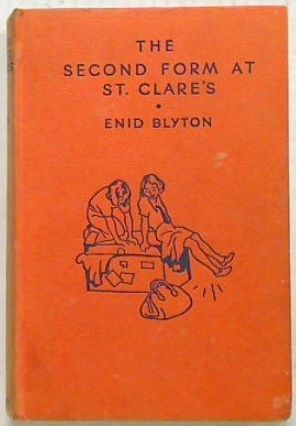 THE
SECOND FORM AT
ST. CLARE'S
•
ENID BLYTON